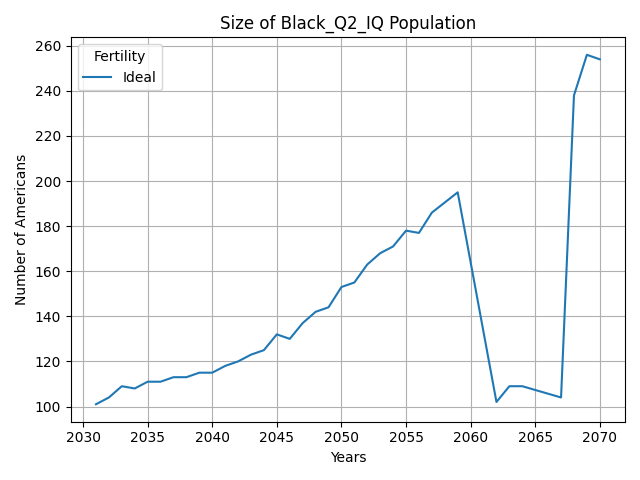 Size of Black_Q2_IQ Population
Fertility
Ideal
Number of Americans
260
240
220
200
180
160
140
120
100
2030 2035 2040 2045 2050 2055 2060 2065 2070
Years